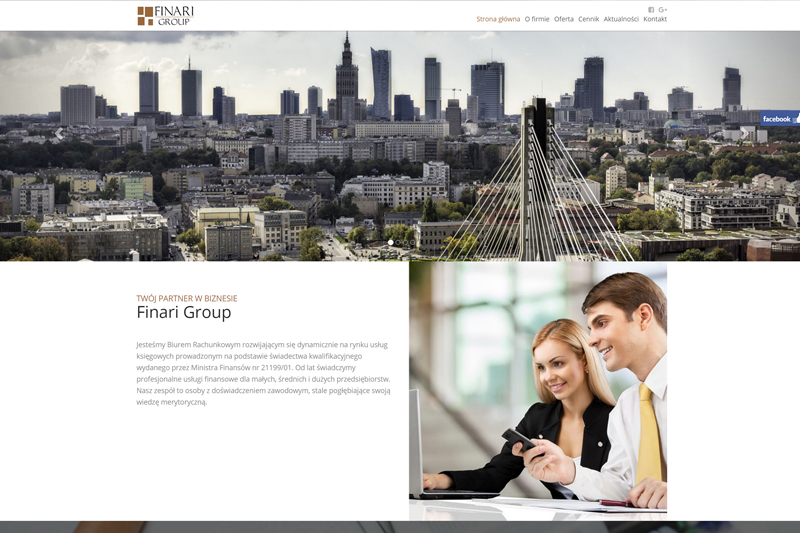 FINARI
GROUP
Strona główna O firmie Oferta Cennik Aktualności Kontakt
facebook
TWÓJ PARTNER W BIZNESIE
Finari Group
Jesteśmy Biurem Rachunkowym rozwijającym się dynamicznie na rynku usług
księgowych prowadzonym na podstawie świadectwa kwalifikacyjnego
wydanego przez Ministra Finansów nr 21199/01. Od lat świadczymy
profesjonalne usługi finansowe dla małych, średnich i dużych przedsiębiorstw.
Nasz zespół to osoby z doświadczeniem zawodowym, stale pogłębiające swoją
wiedzę merytoryczną.